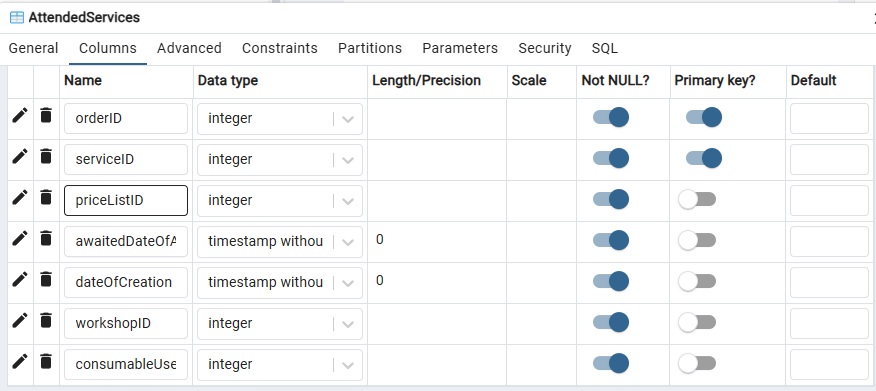 AttendedServices
General Columns Advanced Constraints Partitions Parameters Security SQL
Name Data type Length/Precision Scale Not NULL? Primary key? Default
orderID integer
serviceID integer
priceListID integer
awaitedDateOfA timestamp withou 0
dateOfCreation timestamp withou 0
workshopID integer
consumableUse integer